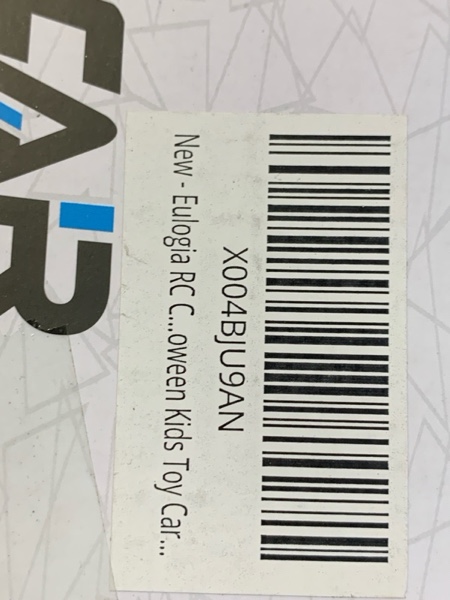 X004BJU9AN
New - Eulogia RC C...oween Kids Toy Car...